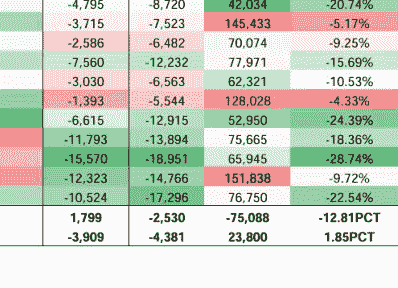 -4,795 -8,720 42,034 -20.74%
-3,715 -7,523 145,433 -5.17%
-2,586 -6,482 70,074 -9.25%
-7,560 -12,232 77,971 -15.69%
-3,030 -6,563 62,321 -10.53%
-1,393 -5,544 128,028 -4.33%
-6,615 -12,915 52,950 -24.39%
-11,793 -13,894 75,665 -18.36%
-15,570 -18,951 65,945 -28.74%
-12,323 -14,766 151,838 -9.72%
-10,524 -17,296 76,750 -22.54%
1,799 -2,530 -75,088 -12.81PCT
-3,909 -4,381 23,800 1.85PCT